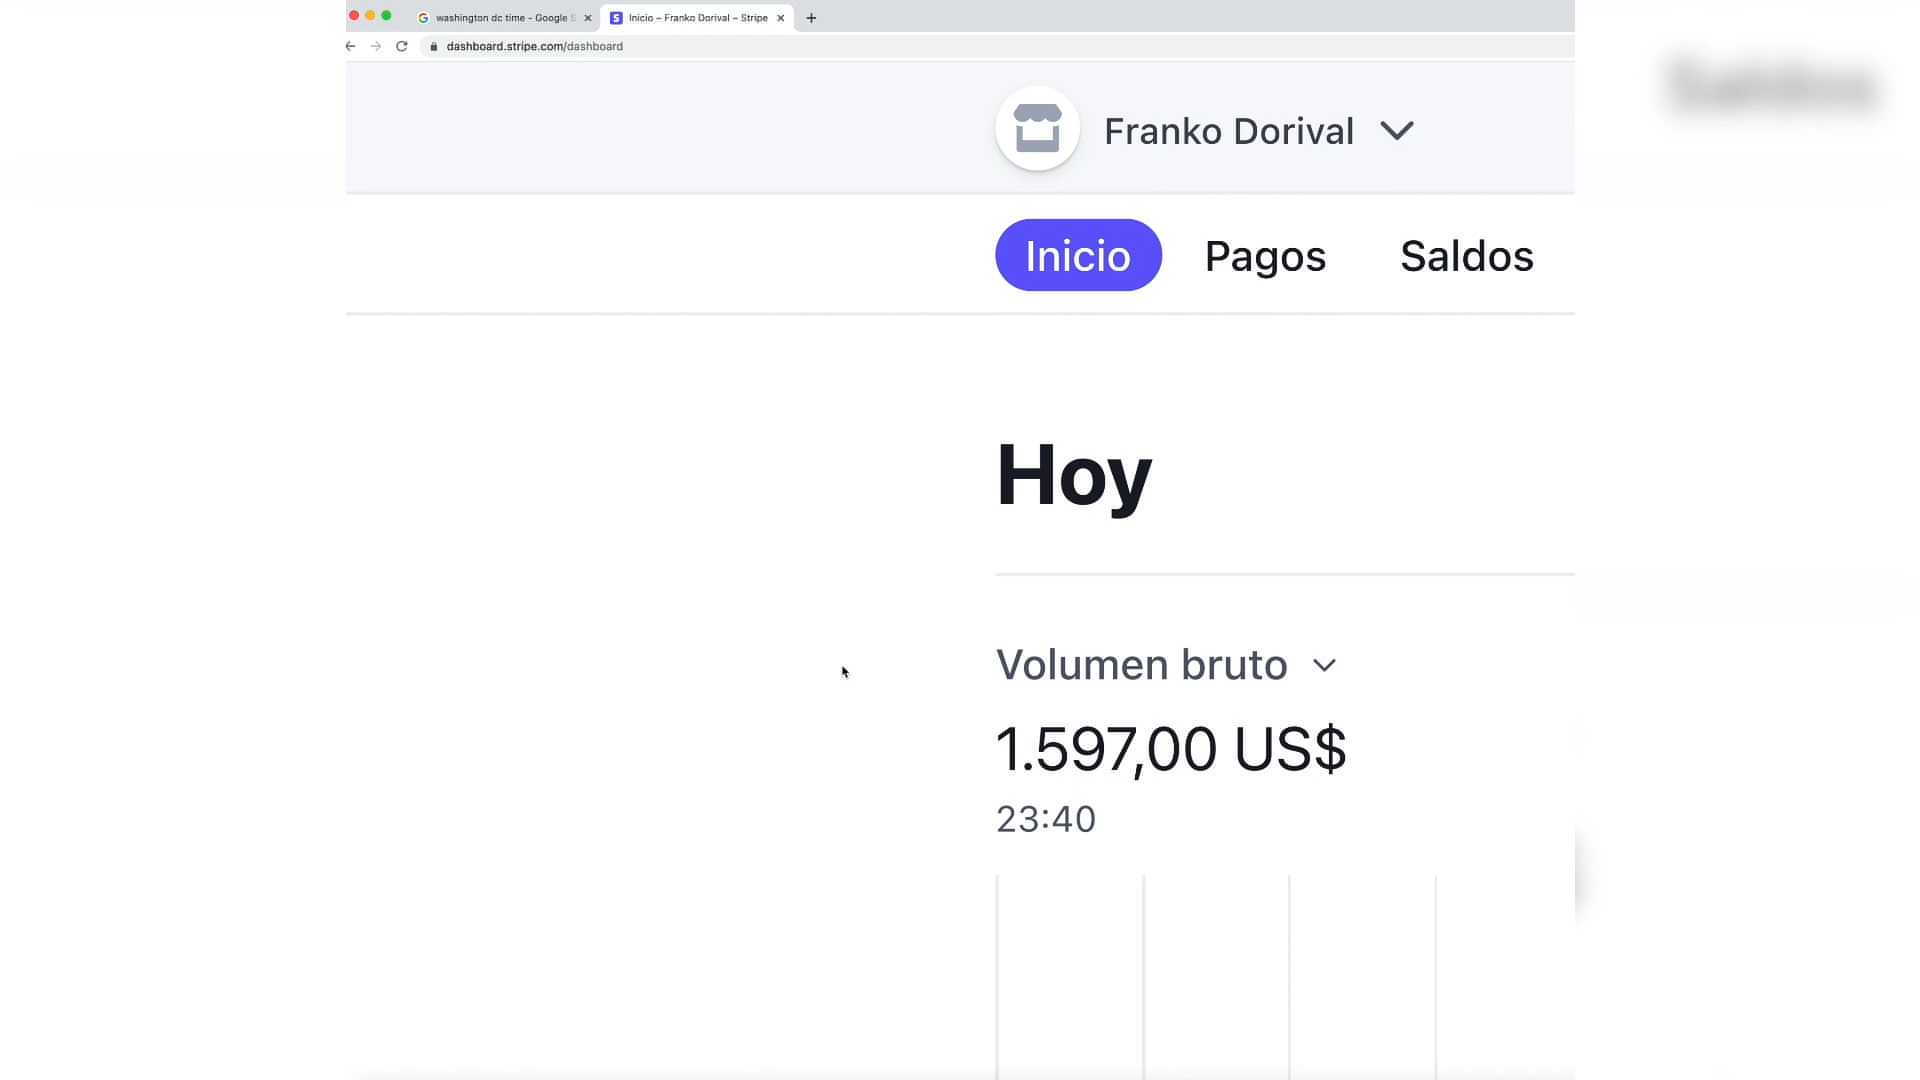 washington dc time - Google S
Inicio – Franko Dorival – Stripe
dashboard.stripe.com/dashboard
Franko Dorival
Inicio
Pagos
Saldos
Hoy
Volumen bruto
1.597,00 US$
23:40